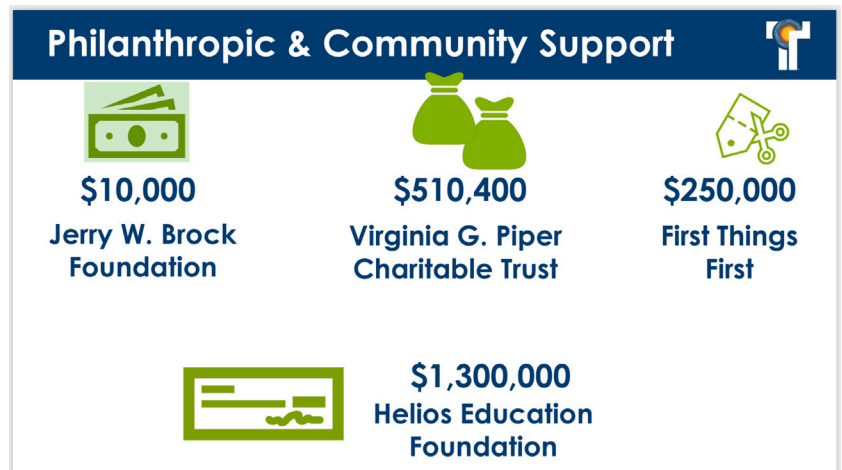 Philanthropic & Community Support
$10,000
Jerry W. Brock
Foundation
$510,400
Virginia G. Piper
Charitable Trust
$250,000
First Things
First
$1,300,000
Helios Education
Foundation